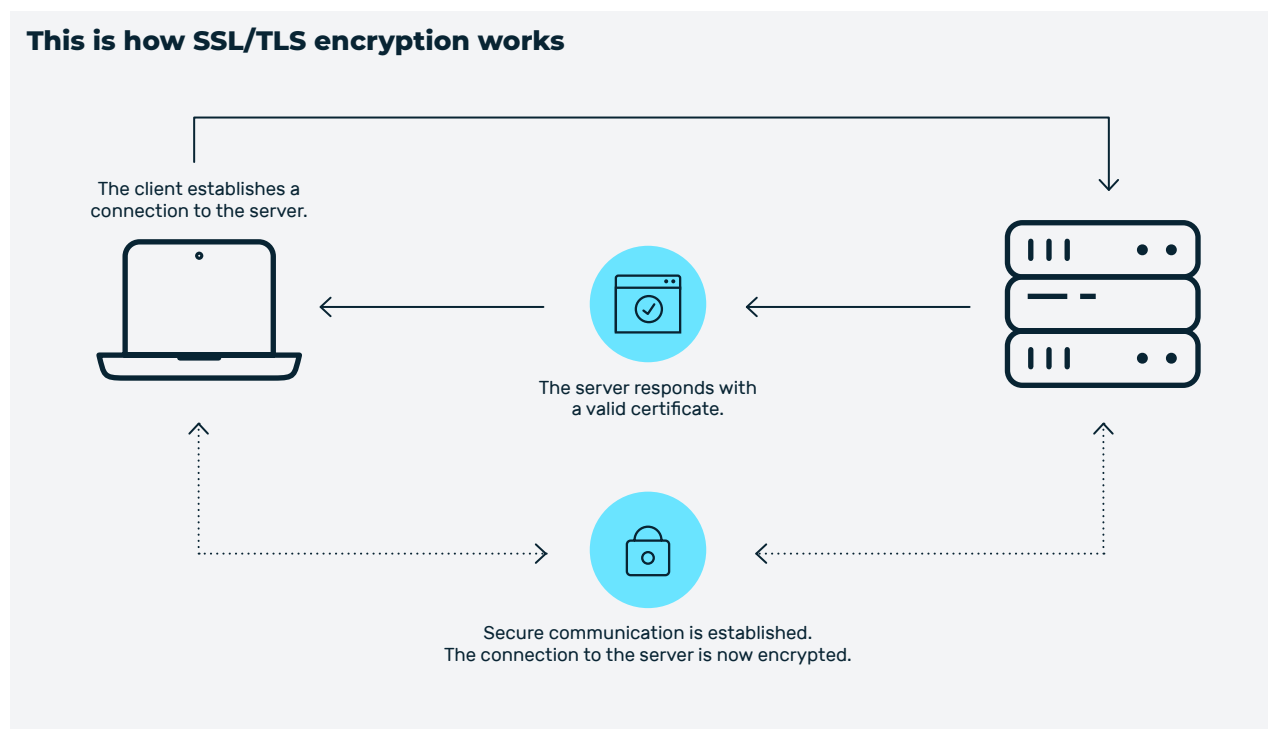 This is how SSL/TLS encryption works
The client establishes a
connection to the server.
The server responds with
a valid certificate.
Secure communication is established.
The connection to the server is now encrypted.